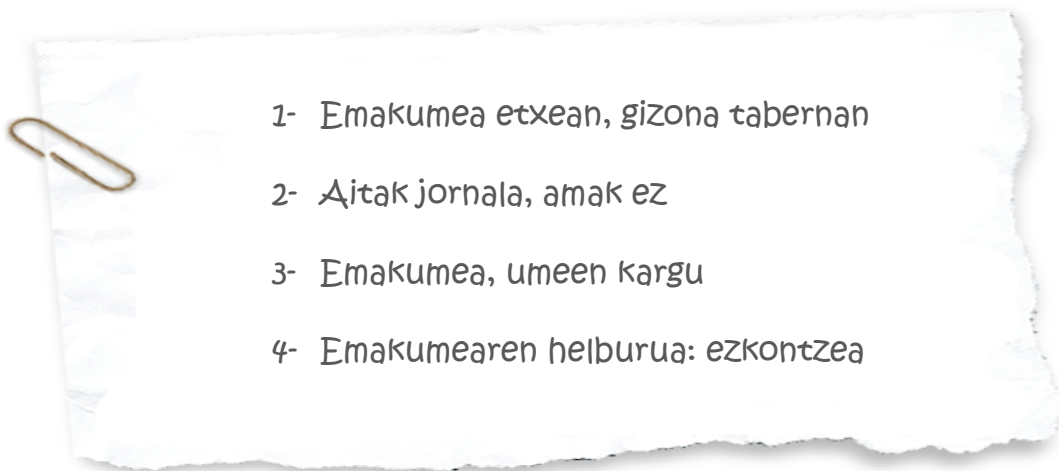 1- Emakumea etxean, gizona tabernan
2- Aitak jornala, amak ez
3- Emakumea, umeen kargu
4- Emakumearen helburua: ezkontzea